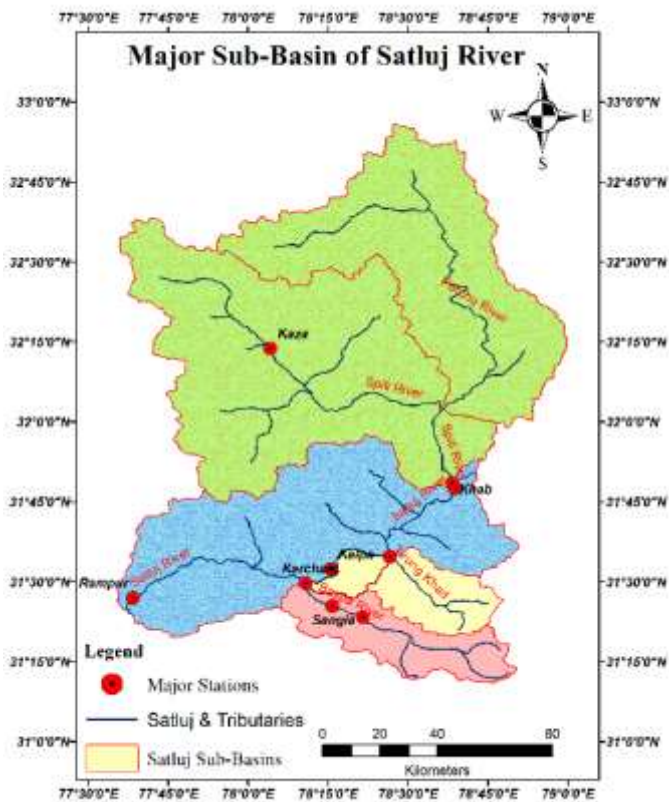 77°30'0"E 77°45'0"E 78°0'0"E 78°15'0"E 78°30'0"E 78°45'0"E 79°0'0"E
Major Sub-Basin of Satluj River
N
W E
S
33°0'0"N 33°0'0"N
32°45'0"N 32°45'0"N
32°30'0"N 32°30'0"N
32°15'0"N 32°15'0"N
32°0'0"N 32°0'0"N
31°45'0"N 31°45'0"N
31°30'0"N 31°30'0"N
31°15'0"N 31°15'0"N
31°0'0"N 31°0'0"N
River
Kaza
Spiti River
Spiti River
Khab
Kalpa
Khad
Karcham
River
Rampur
River
Sangla
Legend
Major Stations
Satluj & Tributaries
Satluj Sub-Basins
0 20 40 80
Kilometers
77°30'0"E 77°45'0"E 78°0'0"E 78°15'0"E 78°30'0"E 78°45'0"E 79°0'0"E